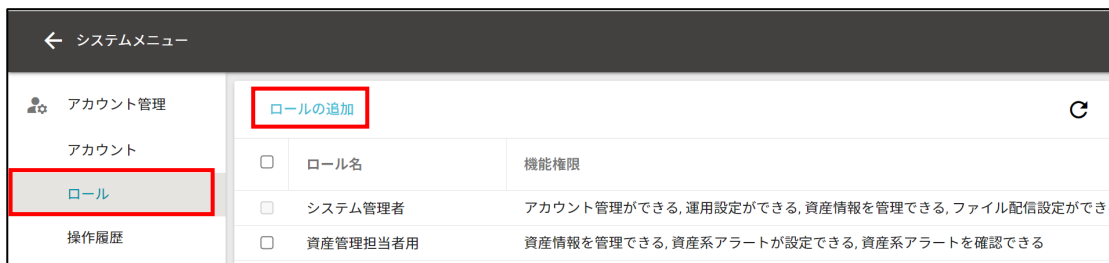 システムメニュー
アカウント管理
アカウント
ロール
操作履歴
ロールの追加
ロール名 機能権限
システム管理者 アカウント管理ができる, 運用設定ができる, 資産情報を管理できる, ファイル配信設定ができ
資産管理担当者用 資産情報を管理できる, 資産系アラートが設定できる, 資産系アラートを確認できる